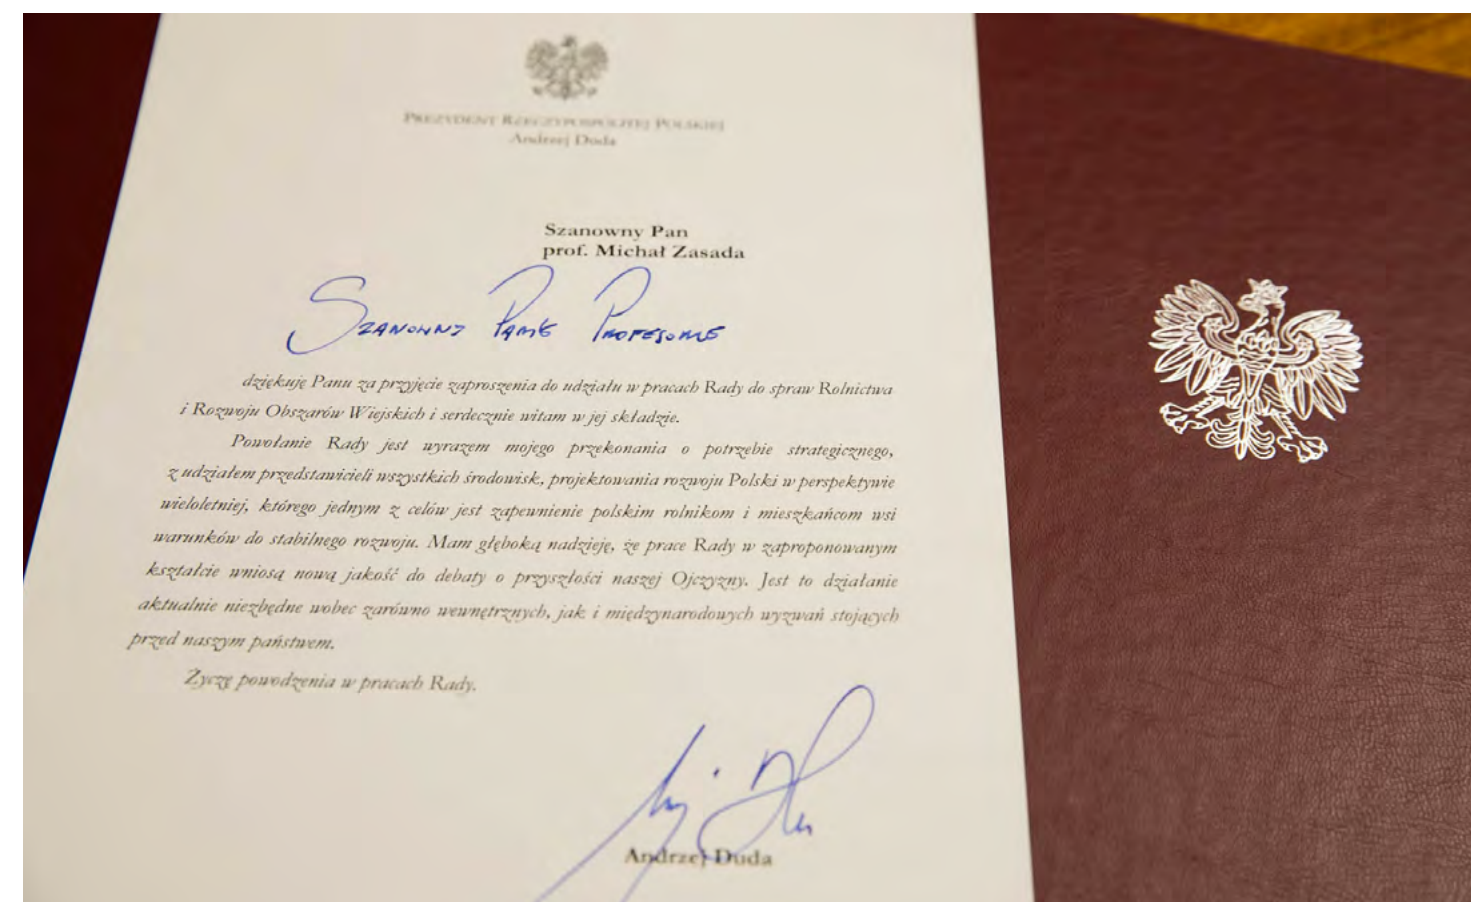 PREZYDENT RZECZYPOSPOLITEJ POLSKIEJ
Andrzej Duda
Szanowny Pan
prof. Michał Zasada
SZANOWNY PANIE PROFESORZE
dziękuję Panu za przyjęcie zaproszenia do udziału w pracach Rady do spraw Rolnictwa
i Rozwoju Obszarów Wiejskich i serdecznie witam w jej składzie.
Powołanie Rady jest wyrazem mojego przekonania o potrzebie strategicznego,
z udziałem przedstawicieli wszystkich środowisk, projektowania rozwoju Polski w perspektywie
wieloletniej, którego jednym z celów jest zapewnienie polskim rolnikom i mieszkańcom wsi
warunków do stabilnego rozwoju. Mam głęboką nadzieję, że prace Rady w zaproponowanym
kształcie wniosą nową jakość do debaty o przyszłości naszej Ojczyzny. Jest to działanie
aktualnie niezbędne wobec zarówno wewnętrznych, jak i międzynarodowych wyzwań stojących
przed naszym państwem.
Życzę powodzenia w pracach Rady.
Andrzej Duda